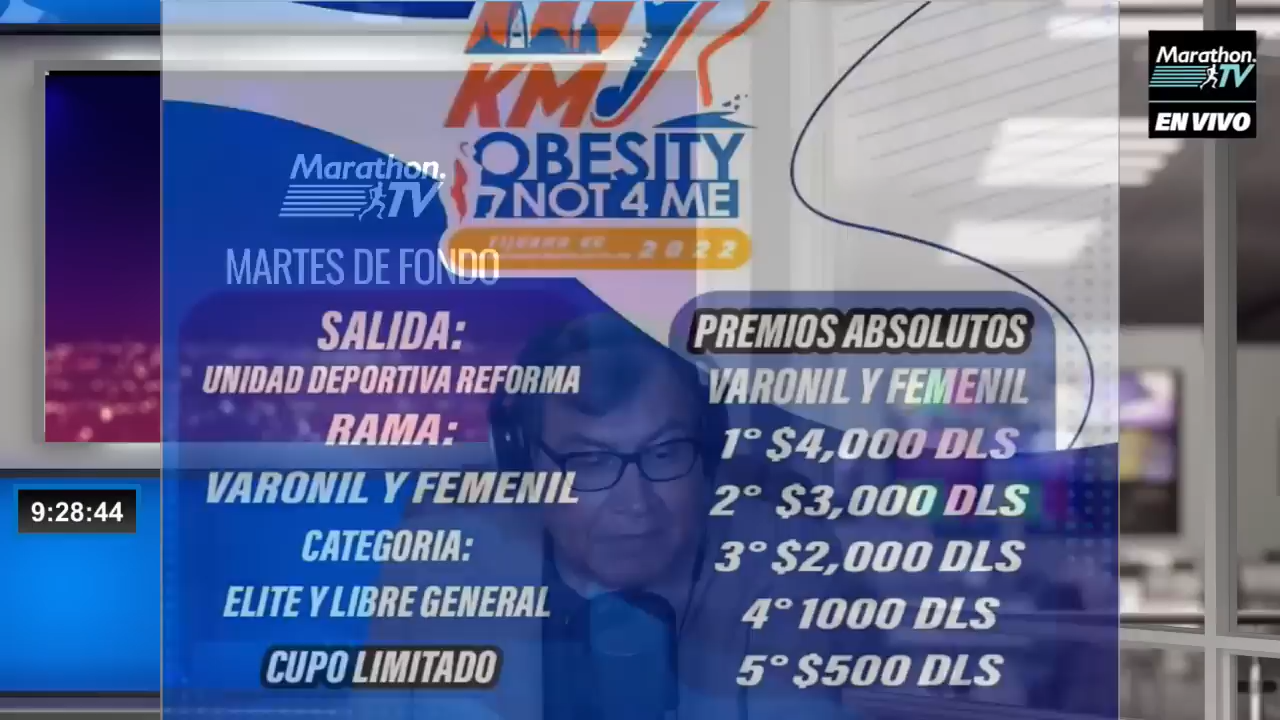 KM
OBESITY
NOT 4 ME
TIJUANA BC
2022
Marathon.
TV
EN VIVO
Marathon.
TV
MARTES DE FONDO
SALIDA:
UNIDAD DEPORTIVA REFORMA
RAMA:
VARONIL Y FEMENIL
CATEGORIA:
ELITE Y LIBRE GENERAL
CUPO LIMITADO
PREMIOS ABSOLUTOS
VARONIL Y FEMENIL
1° $4,000 DLS
2° $3,000 DLS
3° $2,000 DLS
4° 1000 DLS
5° $500 DLS
9:28:44